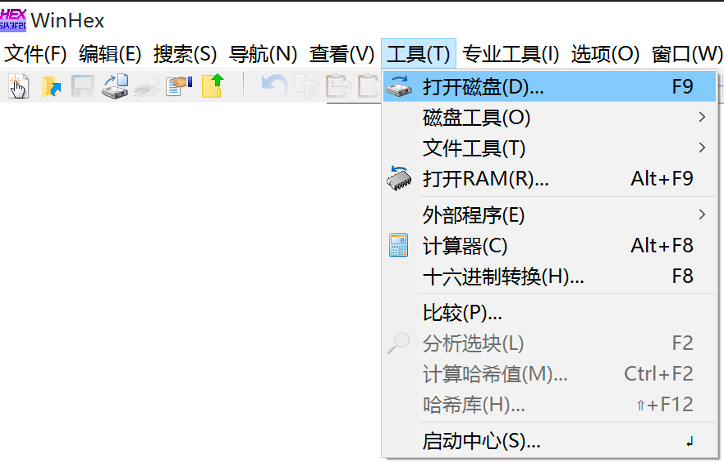 WinHex
文件(F) 编辑(E) 搜索(S) 导航(N) 查看(V) 工具(T) 专业工具(I) 选项(O) 窗口(W)
打开磁盘(D)... F9
磁盘工具(O)
文件工具(T)
打开RAM(R)... Alt+F9
外部程序(E)
计算器(C) Alt+F8
十六进制转换(H)... F8
比较(P)...
分析选块(L) F2
计算哈希值(M)... Ctrl+F2
哈希库(H)... ⇧+F12
启动中心(S)... ↲